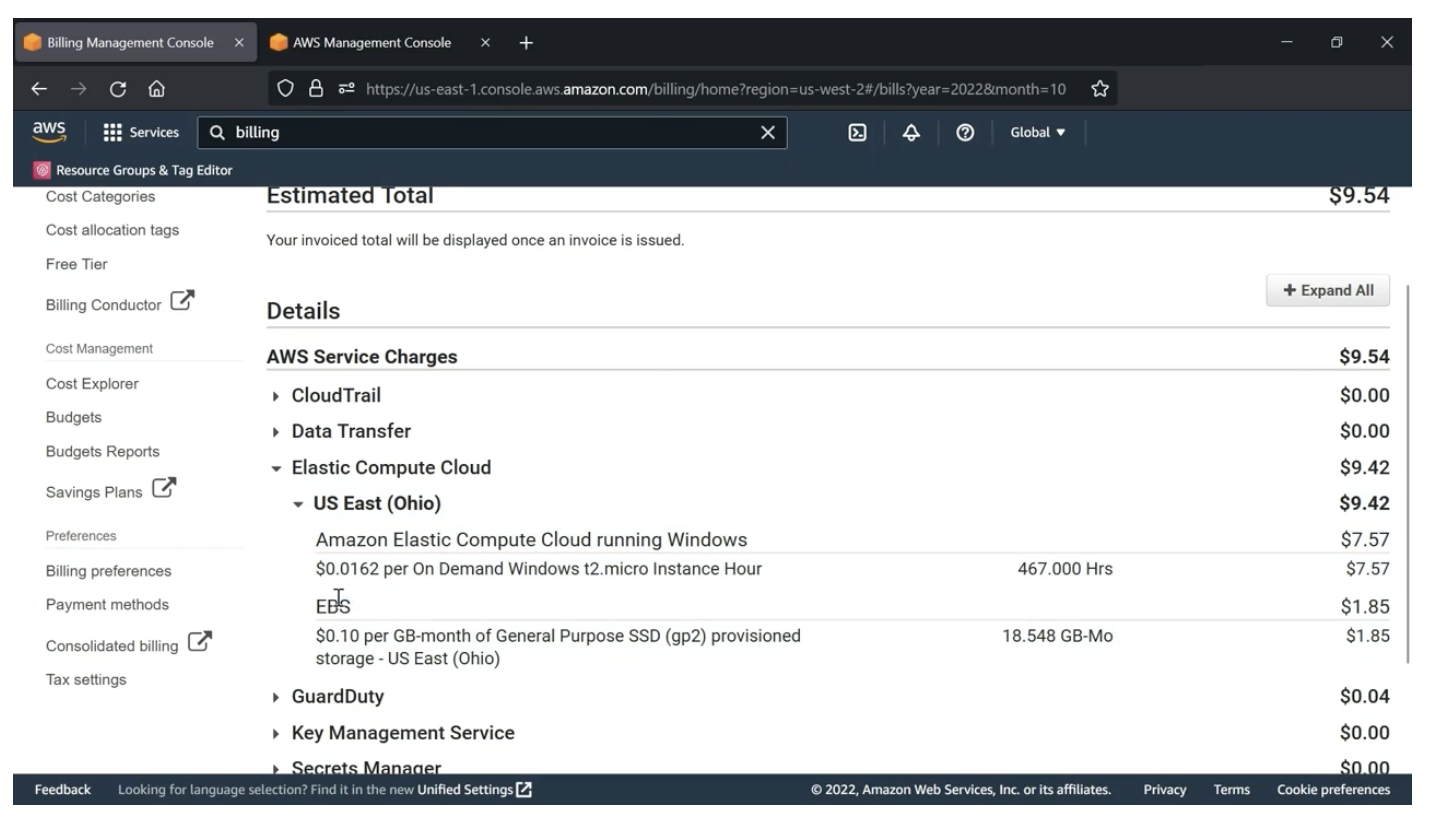 Billing Management Console
AWS Management Console
https://us-east-1.console.aws.amazon.com/billing/home?region=us-west-2#/bills?year=2022&month=10
aws
Services
billing
Global
Resource Groups & Tag Editor
Cost Categories
Cost allocation tags
Free Tier
Billing Conductor
Cost Management
Cost Explorer
Budgets
Budgets Reports
Savings Plans
Preferences
Billing preferences
Payment methods
Consolidated billing
Tax settings
Estimated Total $9.54
Your invoiced total will be displayed once an invoice is issued.
+ Expand All
Details
AWS Service Charges $9.54
CloudTrail $0.00
Data Transfer $0.00
Elastic Compute Cloud $9.42
US East (Ohio) $9.42
Amazon Elastic Compute Cloud running Windows $7.57
$0.0162 per On Demand Windows t2.micro Instance Hour 467.000 Hrs $7.57
EBS $1.85
$0.10 per GB-month of General Purpose SSD (gp2) provisioned 18.548 GB-Mo $1.85
storage - US East (Ohio)
GuardDuty $0.04
Key Management Service $0.00
Secrets Manager $0.00
Feedback Looking for language selection? Find it in the new Unified Settings © 2022, Amazon Web Services, Inc. or its affiliates. Privacy Terms Cookie preferences